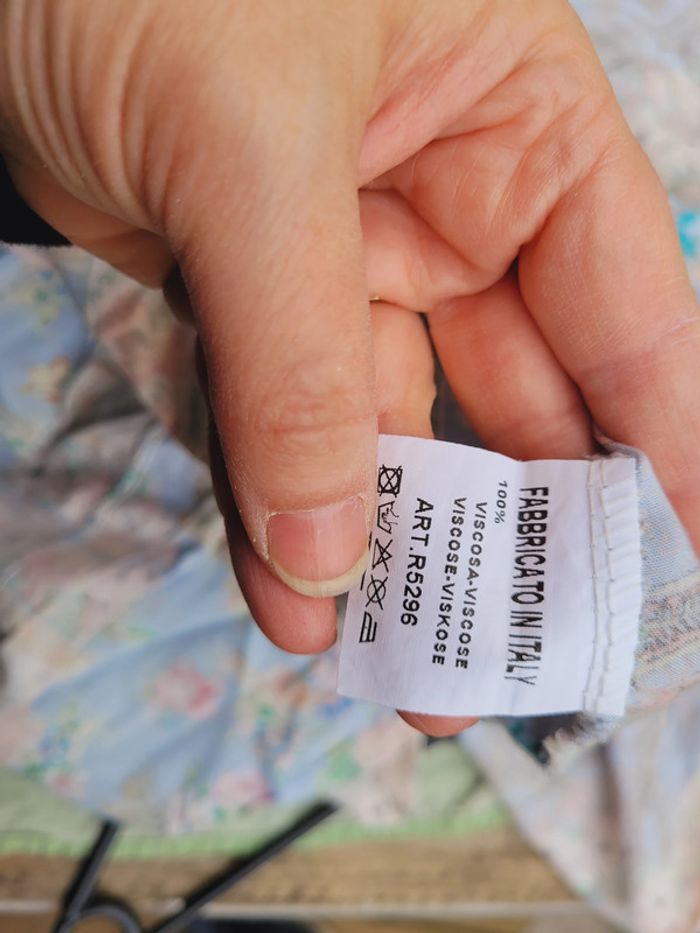 FABBRICATO IN ITALY
100%
VISCOSA-VISCOSE
VISCOSE-VISKOSE
ART.R5296